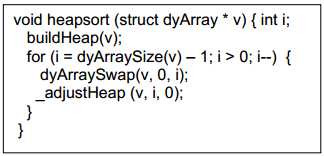 void heapsort (struct dyArray * v) { int i;
buildHeap(v);
for (i = dyArraySize(v) – 1; i > 0; i--) {
dyArraySwap(v, 0, i);
_adjustHeap (v, i, 0);
}
}